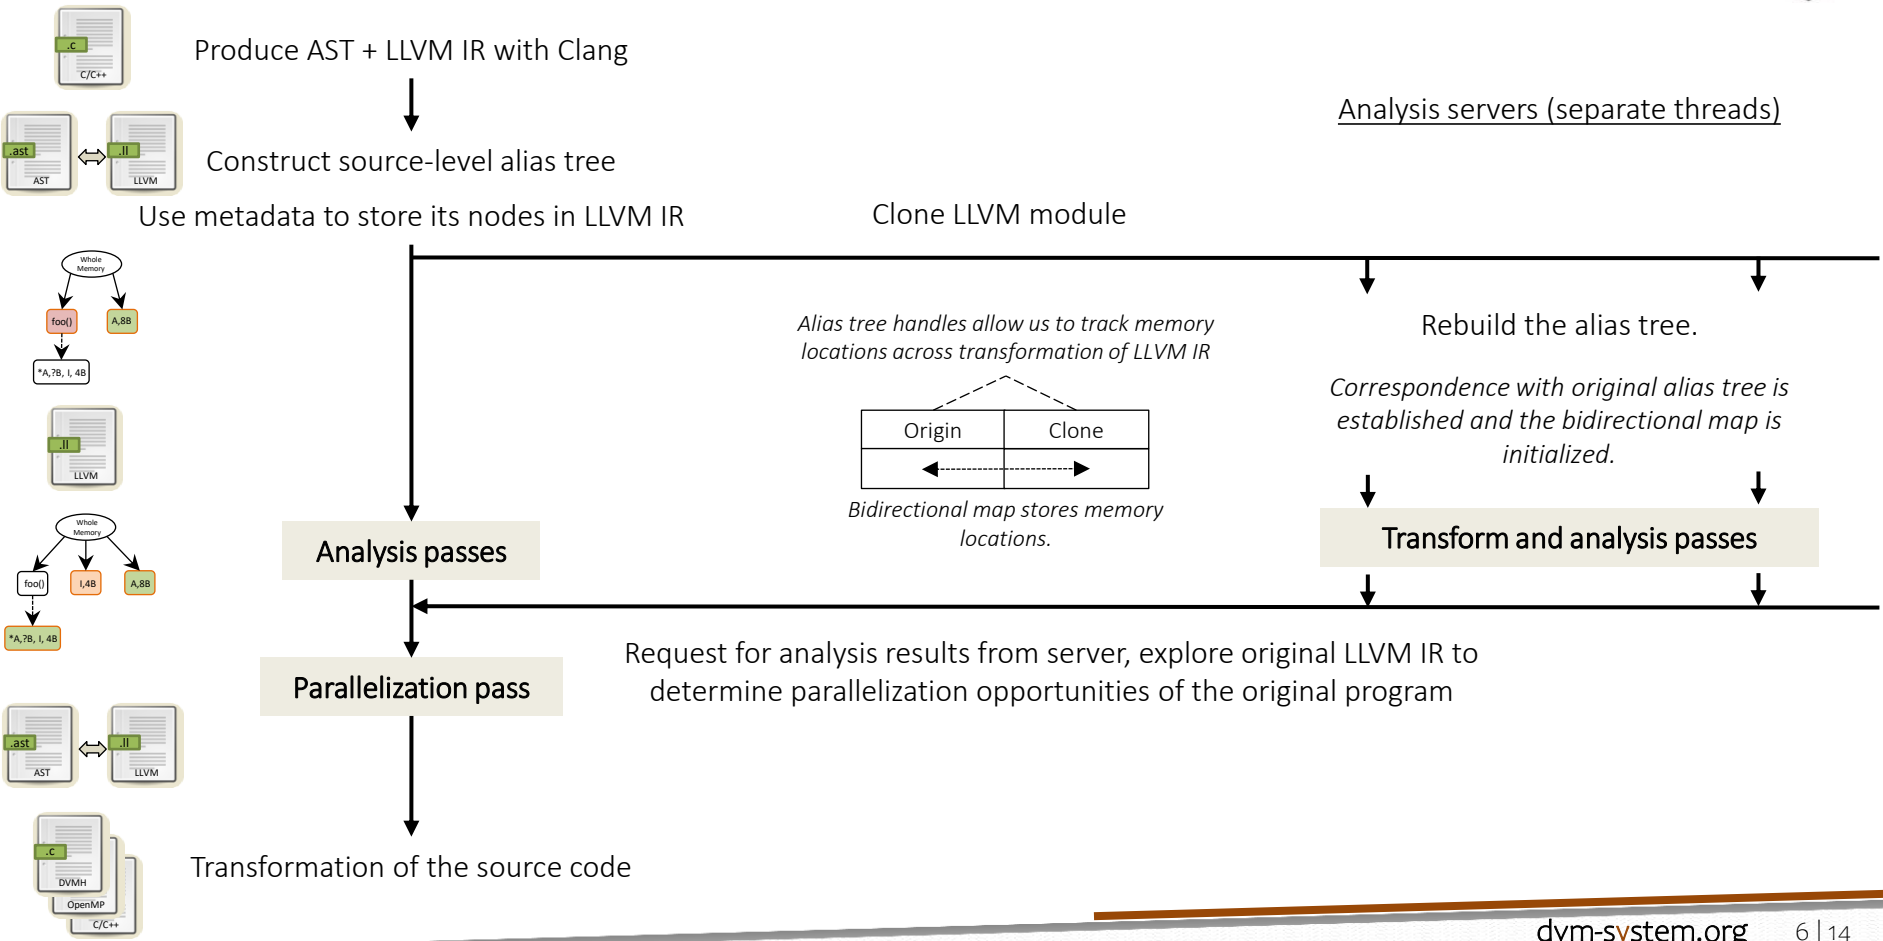 .c
C/C++
Produce AST + LLVM IR with Clang
Analysis servers (separate threads)
.ast
AST
.ll
LLVM
Construct source-level alias tree
Use metadata to store its nodes in LLVM IR
Clone LLVM module
Whole
Memory
foo()
A,8B
*A,?B, I, 4B
Alias tree handles allow us to track memory
locations across transformation of LLVM IR
Rebuild the alias tree.
Correspondence with original alias tree is
established and the bidirectional map is
initialized.
Origin
Clone
Bidirectional map stores memory
locations.
.ll
LLVM
Whole
Memory
foo()
I,4B
A,8B
*A,?B, I, 4B
Analysis passes
Transform and analysis passes
Request for analysis results from server, explore original LLVM IR to
determine parallelization opportunities of the original program
Parallelization pass
.ast
AST
.ll
LLVM
.c
DVMH
OpenMP
C/C++
Transformation of the source code
dvm-system.org
6 | 14